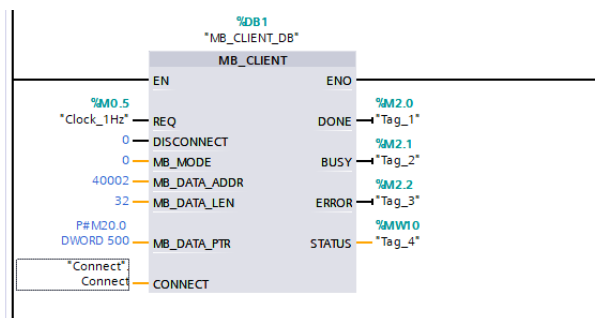 %DB1
"MB_CLIENT_DB"
MB_CLIENT
EN ENO
%M0.5 %M2.0
"Clock_1Hz" REQ DONE "Tag_1"
0 DISCONNECT %M2.1
0 MB_MODE BUSY "Tag_2"
40002 MB_DATA_ADDR %M2.2
32 MB_DATA_LEN ERROR "Tag_3"
P#M20.0 %MW10
DWORD 500 MB_DATA_PTR STATUS "Tag_4"
"Connect".
Connect CONNECT